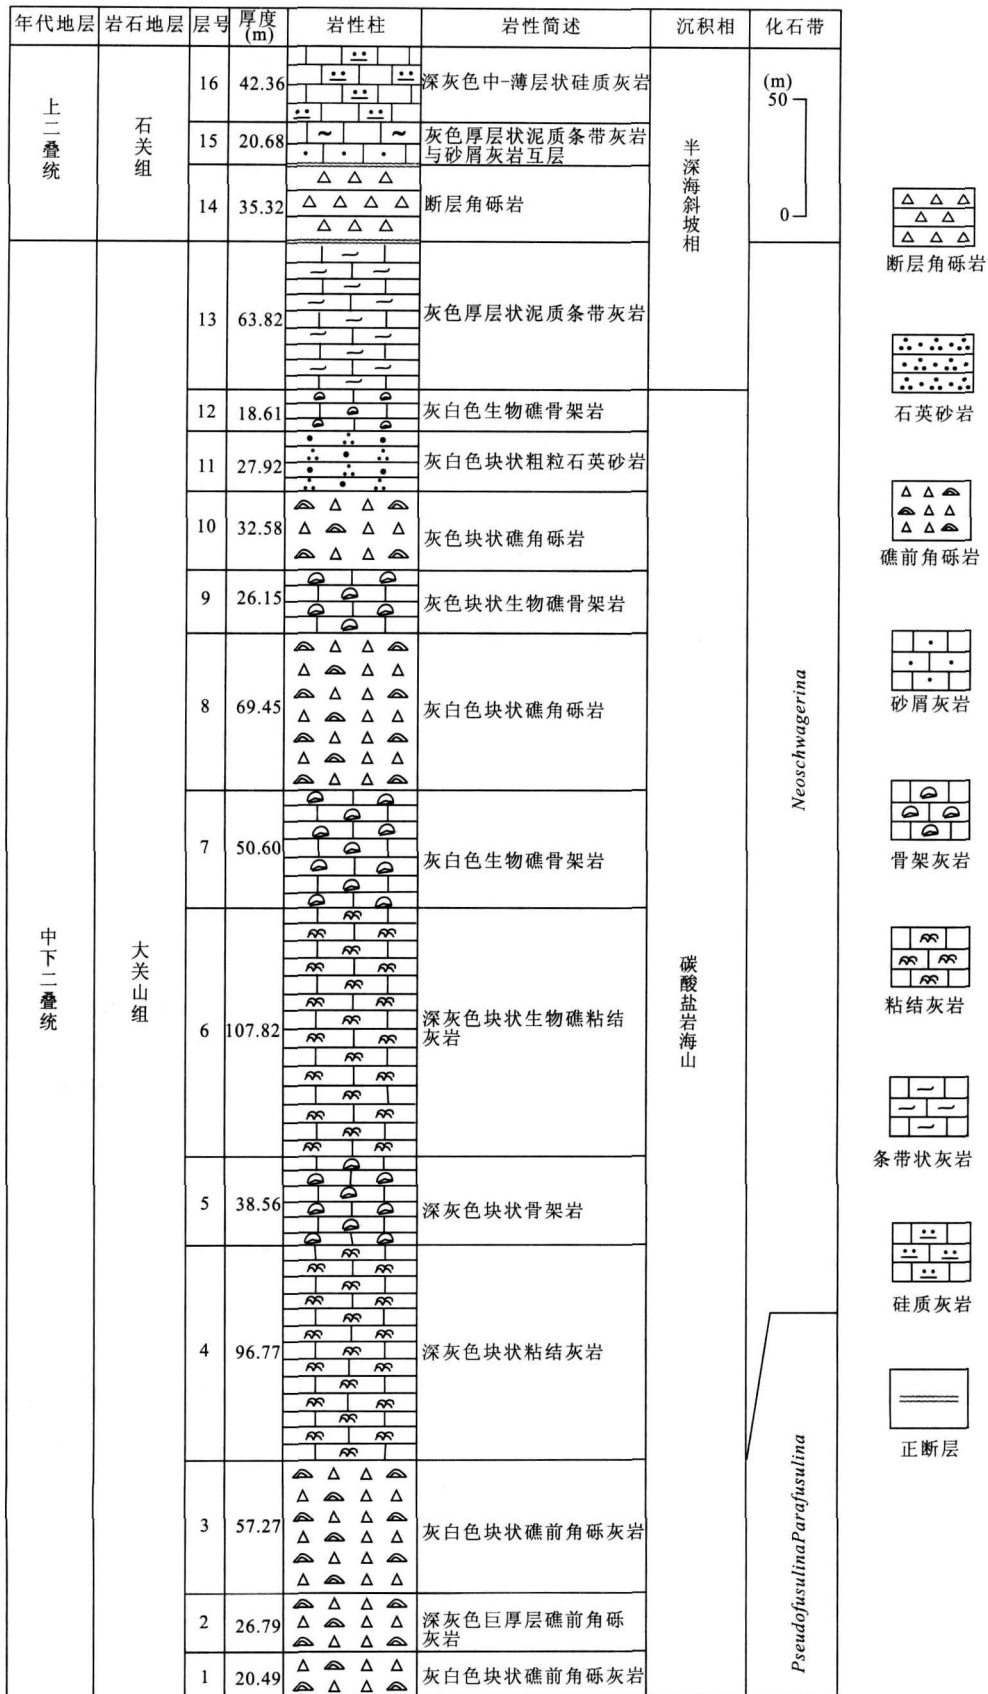 年代地层 岩石地层 层号 厚度(m) 岩性柱 岩性简述 沉积相 化石带
上二叠统
石关组
16 42.36 深灰色中-薄层状硅质灰岩
15 20.68 灰色厚层状泥质条带灰岩
与砂屑灰岩互层
14 35.32 断层角砾岩
半深海斜坡相
(m)
50
0
中下二叠统
大关山组
13 63.82 灰色厚层状泥质条带灰岩
12 18.61 灰白色生物礁骨架岩
11 27.92 灰白色块状粗粒石英砂岩
10 32.58 灰色块状礁角砾岩
9 26.15 灰色块状生物礁骨架岩
8 69.45 灰白色块状礁角砾岩
7 50.60 灰白色生物礁骨架岩
6 107.82 深灰色块状生物礁粘结
灰岩
5 38.56 深灰色块状骨架岩
4 96.77 深灰色块状粘结灰岩
3 57.27 灰白色块状礁前角砾灰岩
2 26.79 深灰色巨厚层礁前角砾
灰岩
1 20.49 灰白色块状礁前角砾灰岩
碳酸盐岩海山
Neoschwagerina
PseudofusulinaParafusulina
断层角砾岩
石英砂岩
礁前角砾岩
砂屑灰岩
骨架灰岩
粘结灰岩
条带状灰岩
硅质灰岩
正断层